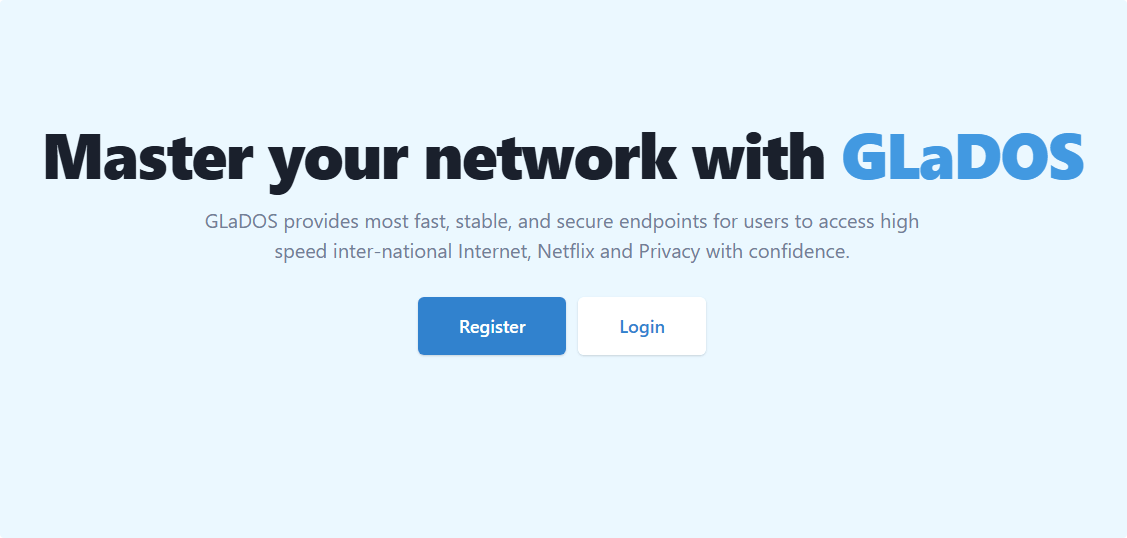 Master your network with GLaDOS
GLaDOS provides most fast, stable, and secure endpoints for users to access high
speed inter-national Internet, Netflix and Privacy with confidence.
Register
Login